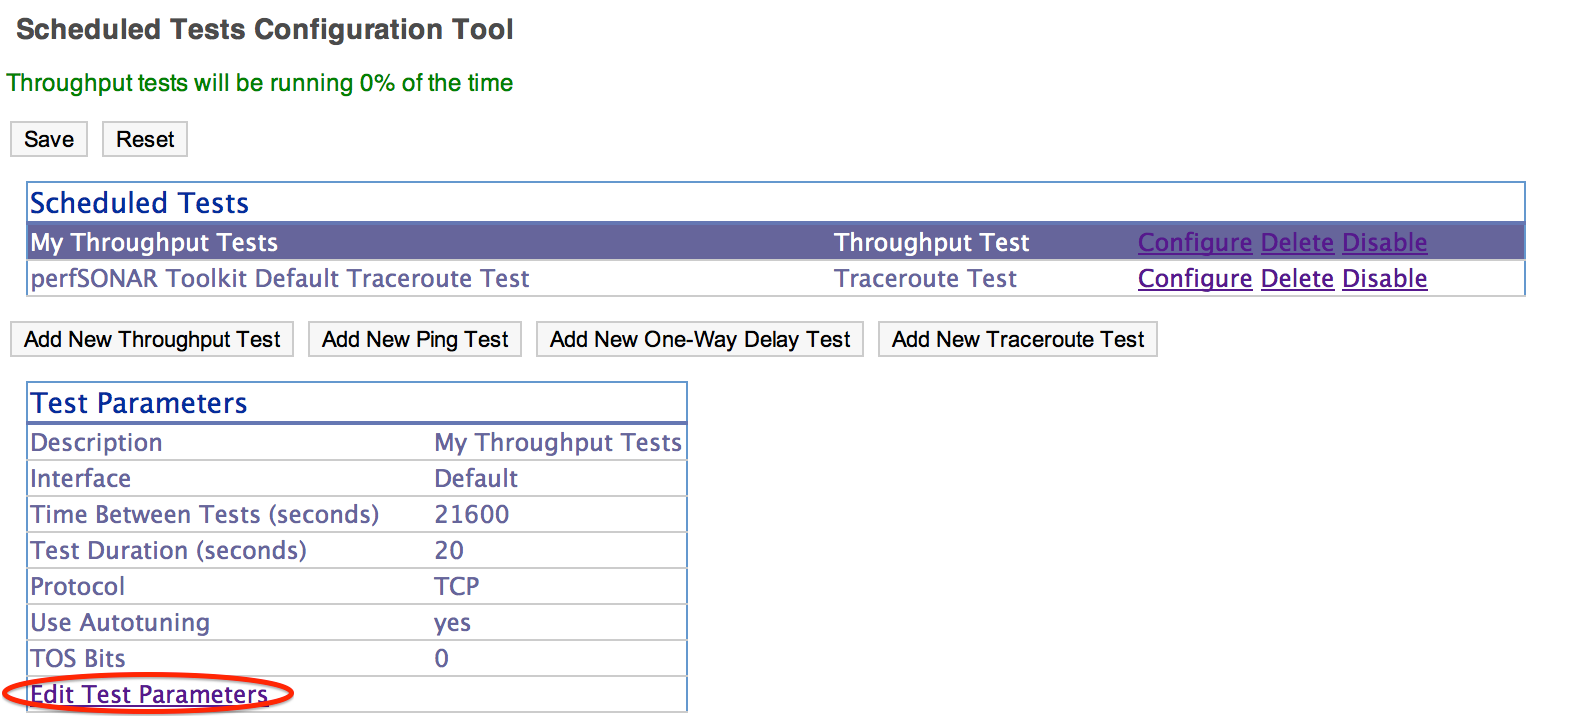 Scheduled Tests Configuration Tool
Throughput tests will be running 0% of the time
Save Reset
Scheduled Tests
My Throughput Tests Throughput Test Configure Delete Disable
perfSONAR Toolkit Default Traceroute Test Traceroute Test Configure Delete Disable
Add New Throughput Test Add New Ping Test Add New One-Way Delay Test Add New Traceroute Test
Test Parameters
Description My Throughput Tests
Interface Default
Time Between Tests (seconds) 21600
Test Duration (seconds) 20
Protocol TCP
Use Autotuning yes
TOS Bits 0
Edit Test Parameters